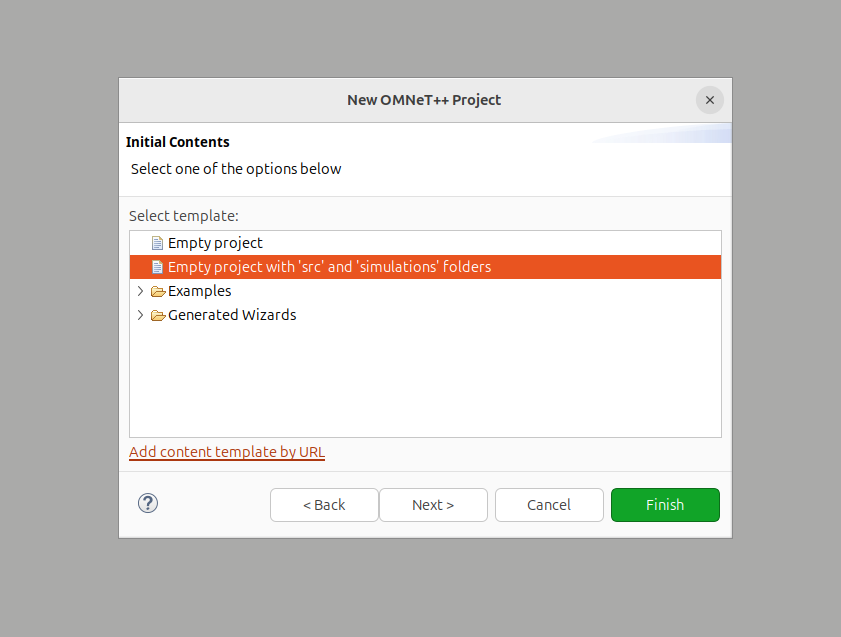 New OMNeT++ Project
Initial Contents
Select one of the options below
Select template:
Empty project
Empty project with 'src' and 'simulations' folders
Examples
Generated Wizards
Add content template by URL
?
< Back
Next >
Cancel
Finish